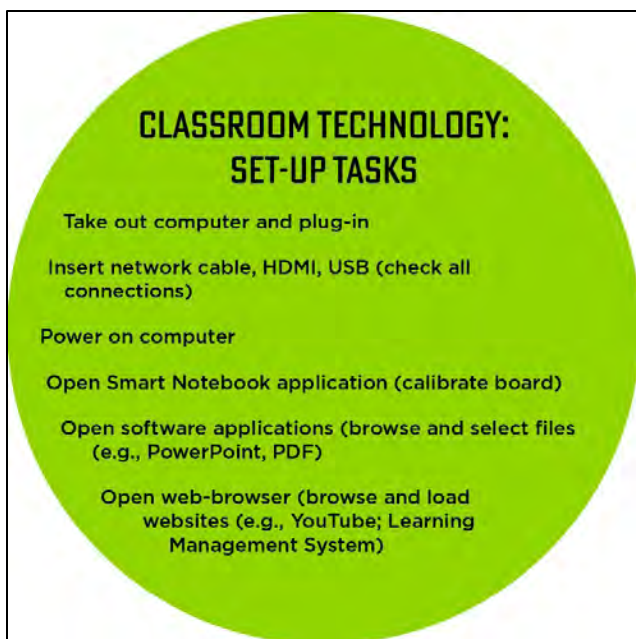 CLASSROOM TECHNOLOGY:
SET-UP TASKS
Take out computer and plug-in
Insert network cable, HDMI, USB (check all
connections)
Power on computer
Open Smart Notebook application (calibrate board)
Open software applications (browse and select files
(e.g., PowerPoint, PDF)
Open web-browser (browse and load
websites (e.g., YouTube; Learning
Management System)